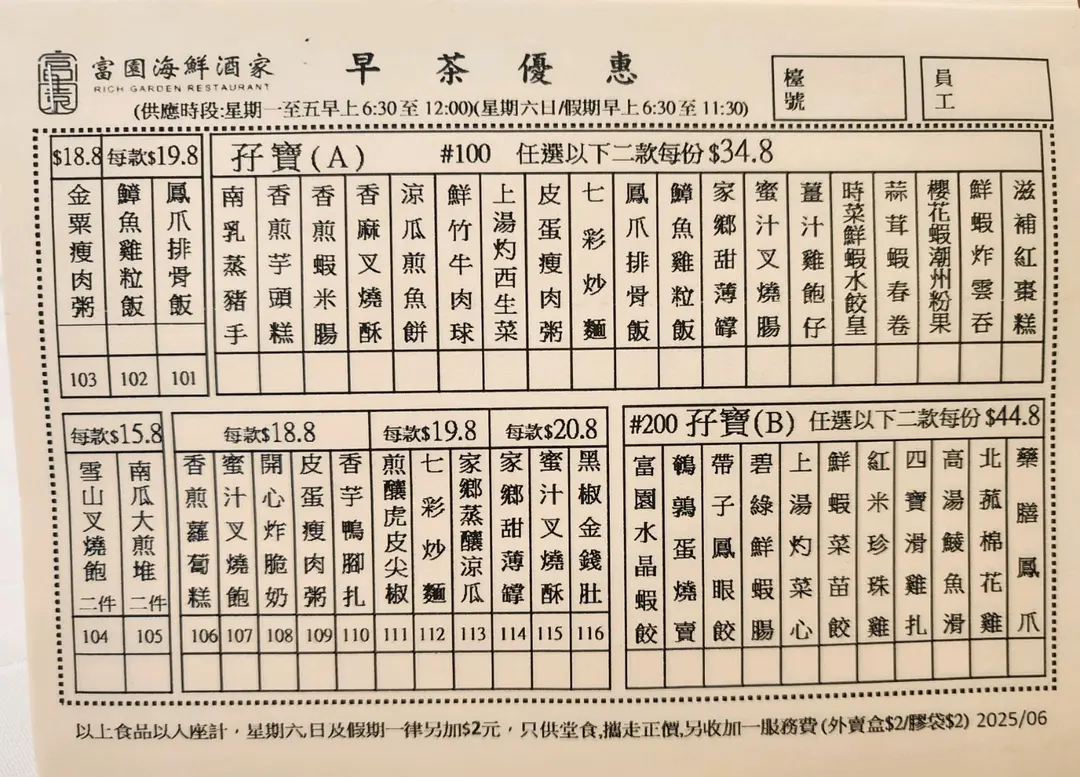 富園海鮮酒家
RICH GARDEN RESTAURANT
早茶優惠
(供應時段:星期一至五早上6:30至12:00)(星期六日/假期早上6:30至11:30)
檯號
員工
$18.8
每款$19.8
金粟瘦肉粥
鱆魚雞粒飯
鳳爪排骨飯
103
102
101
孖寶(A) #100 任選以下二款每份$34.8
南乳蒸豬手
香煎芋頭糕
香煎蝦米腸
香麻叉燒酥
涼瓜煎魚餅
鮮竹牛肉球
上湯灼西生菜
皮蛋瘦肉粥
七彩炒麵
鳳爪排骨飯
鱆魚雞粒飯
家鄉甜薄罉
蜜汁叉燒腸
薑汁雞飽仔
時菜鮮蝦水餃皇
蒜茸蝦春卷
櫻花蝦潮州粉果
鮮蝦炸雲吞
滋補紅棗糕
每款$15.8
雪山叉燒飽二件
南瓜大煎堆二件
104
105
每款$18.8
香煎蘿蔔糕
蜜汁叉燒飽
開心炸脆奶
皮蛋瘦肉粥
香芋鴨腳扎
106
107
108
109
110
每款$19.8
煎釀虎皮尖椒
七彩炒麵
家鄉蒸釀涼瓜
111
112
113
每款$20.8
家鄉甜薄罉
蜜汁叉燒酥
黑椒金錢肚
114
115
116
#200 孖寶(B) 任選以下二款每份$44.8
富園水晶蝦餃
鵪鶉蛋燒賣
帶子鳳眼餃
碧綠鮮蝦腸
上湯灼菜心
鮮蝦菜苗餃
紅米珍珠雞
四寶滑雞扎
高湯鯪魚滑
北菰棉花雞
藥膳鳳爪
以上食品以人座計，星期六,日及假期一律另加$2元，只供堂食,攜走正價,另收加一服務費(外賣盒$2/膠袋$2) 2025/06